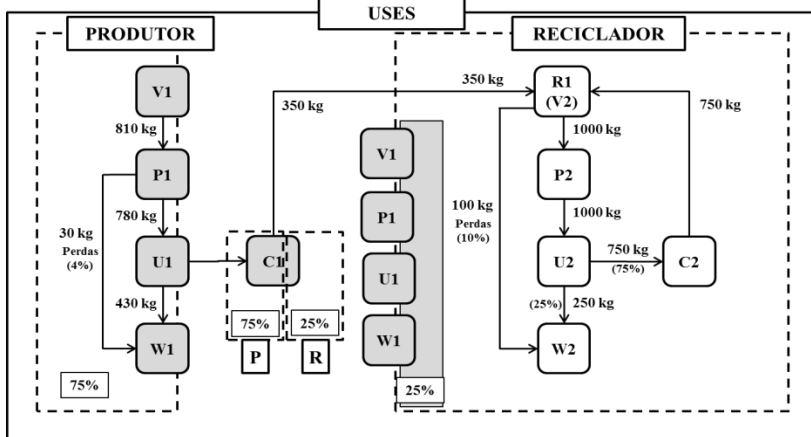 USES
PRODUTOR
V1
810 kg
P1
780 kg
30 kg
Perdas
(4%)
U1
430 kg
W1
75%
C1
75%
25%
P
R
350 kg
350 kg
V1
P1
U1
W1
25%
RECICLADOR
R1
(V2)
1000 kg
P2
1000 kg
100 kg
Perdas
(10%)
U2
750 kg
(75%)
C2
750 kg
(25%)
250 kg
W2